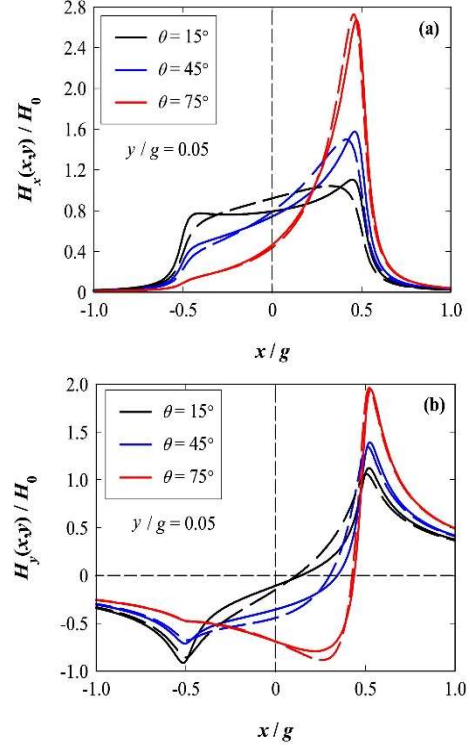 2.8
(a)
2.4
θ = 15°
2.0
θ = 45°
θ = 75°
1.6
y / g = 0.05
1.2
0.8
0.4
0
-1.0 -0.5 0 0.5 1.0
x / g
H_x(x,y) / H_0
2.0
(b)
1.5
θ = 15°
θ = 45°
1.0
θ = 75°
0.5
y / g = 0.05
0
-0.5
-1.0
-1.0 -0.5 0 0.5 1.0
x / g
H_y(x,y) / H_0